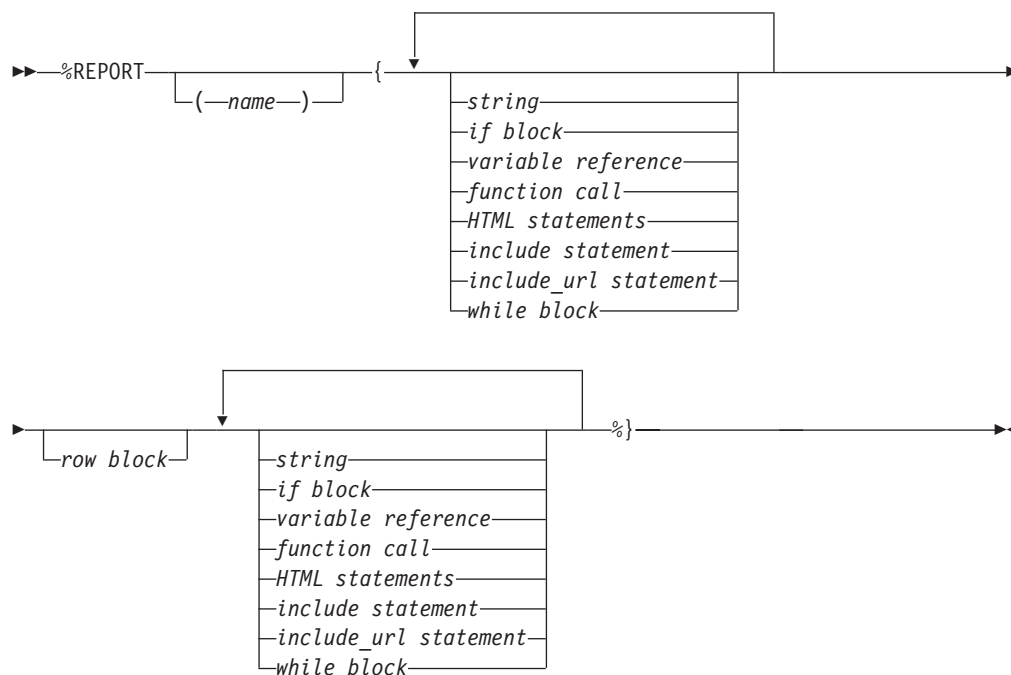 %REPORT ( name ) {
string
if block
variable reference
function call
HTML statements
include statement
include_url statement
while block
row block %}
string
if block
variable reference
function call
HTML statements
include statement
include_url statement
while block